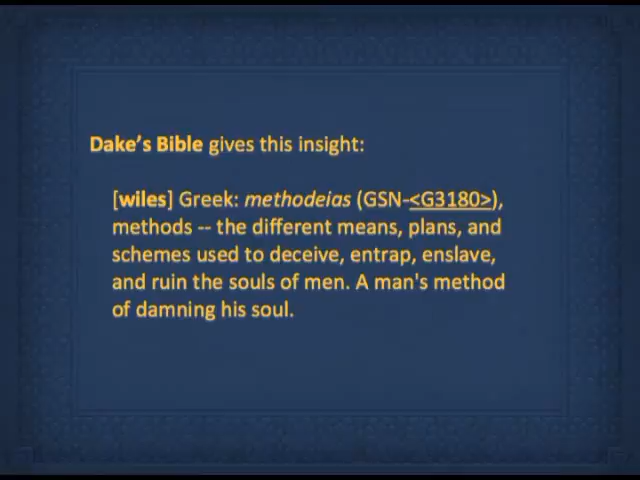 Dake's Bible gives this insight:
[wiles] Greek: methodeias (GSN-<G3180>),
methods -- the different means, plans, and
schemes used to deceive, entrap, enslave,
and ruin the souls of men. A man's method
of damning his soul.